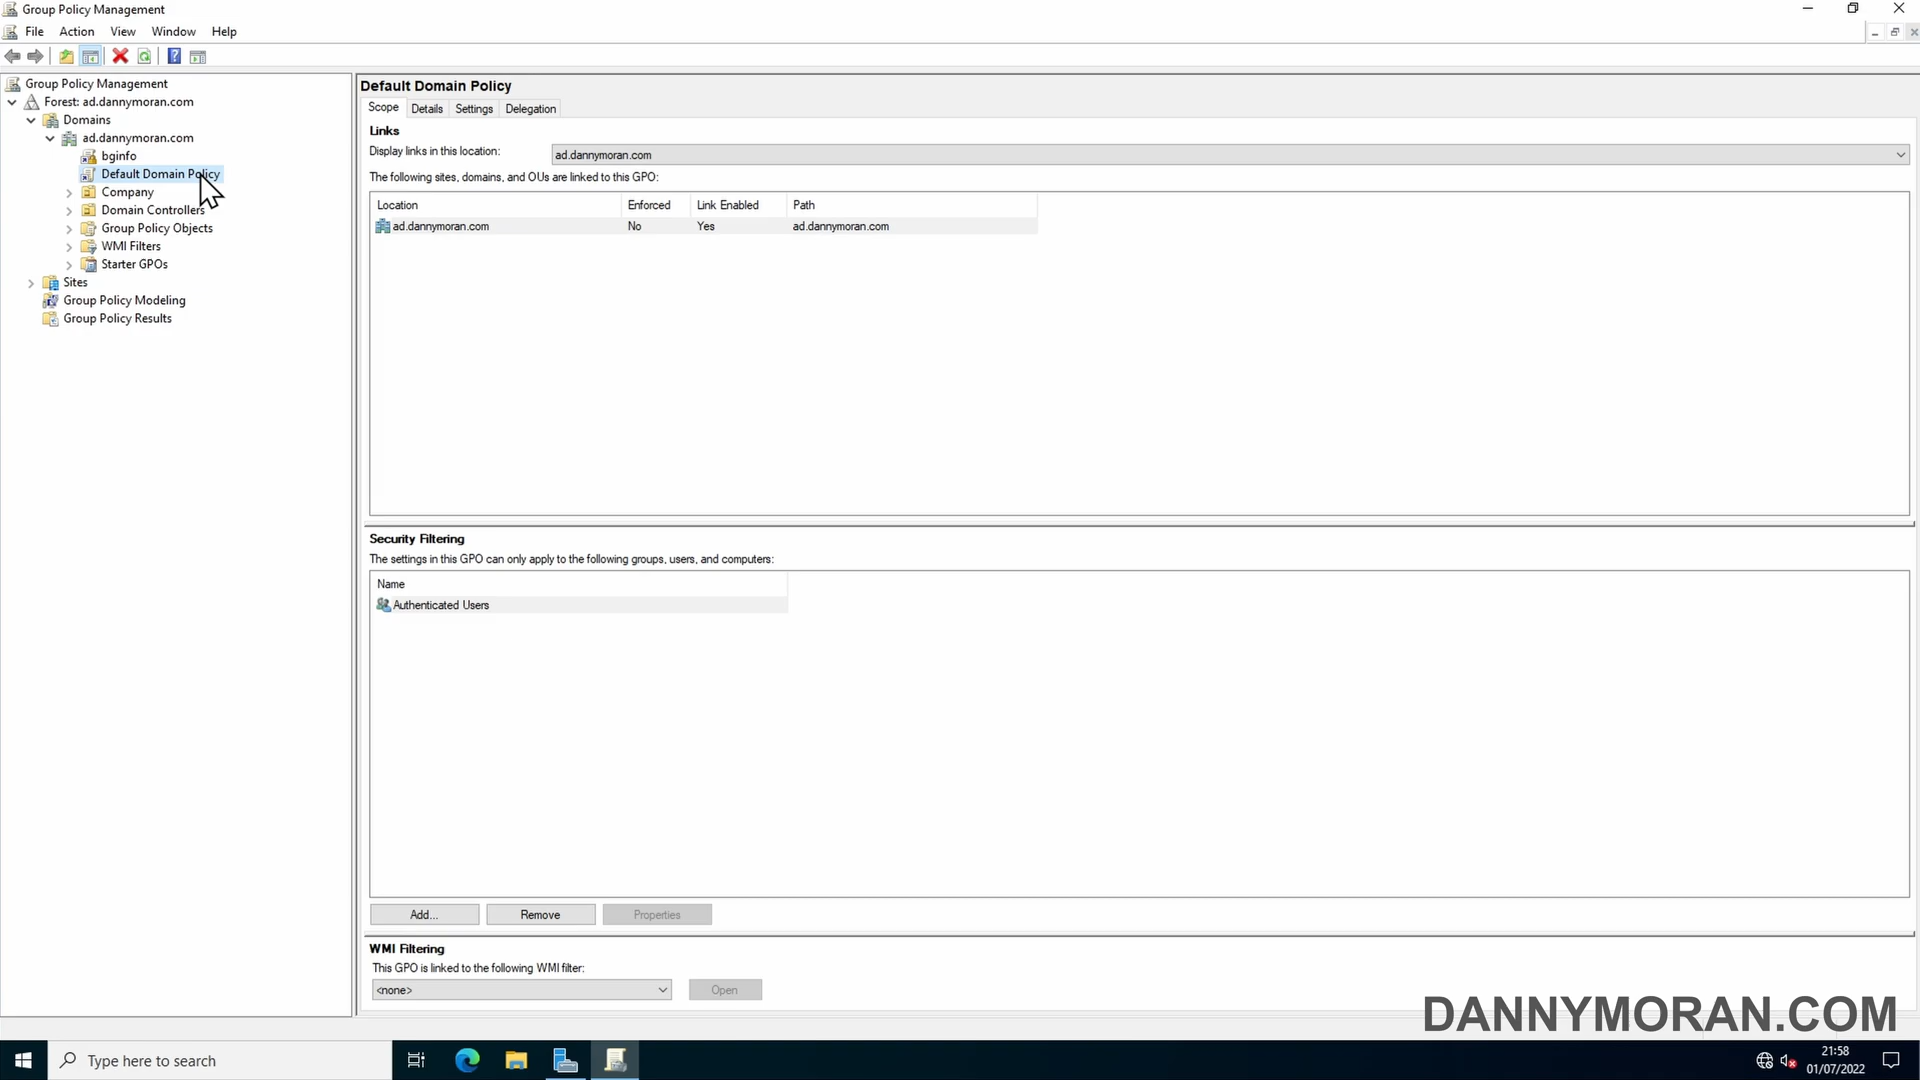 Group Policy Management
File Action View Window Help
Group Policy Management
Forest: ad.dannymoran.com
Domains
ad.dannymoran.com
bginfo
Default Domain Policy
Company
Domain Controllers
Group Policy Objects
WMI Filters
Starter GPOs
Sites
Group Policy Modeling
Group Policy Results
Default Domain Policy
Scope Details Settings Delegation
Links
Display links in this location: ad.dannymoran.com
The following sites, domains, and OUs are linked to this GPO:
Location Enforced Link Enabled Path
ad.dannymoran.com No Yes ad.dannymoran.com
Security Filtering
The settings in this GPO can only apply to the following groups, users, and computers:
Name
Authenticated Users
Add... Remove Properties
WMI Filtering
This GPO is linked to the following WMI filter:
<none> Open
DANNYMORAN.COM
Type here to search
21:58
01/07/2022